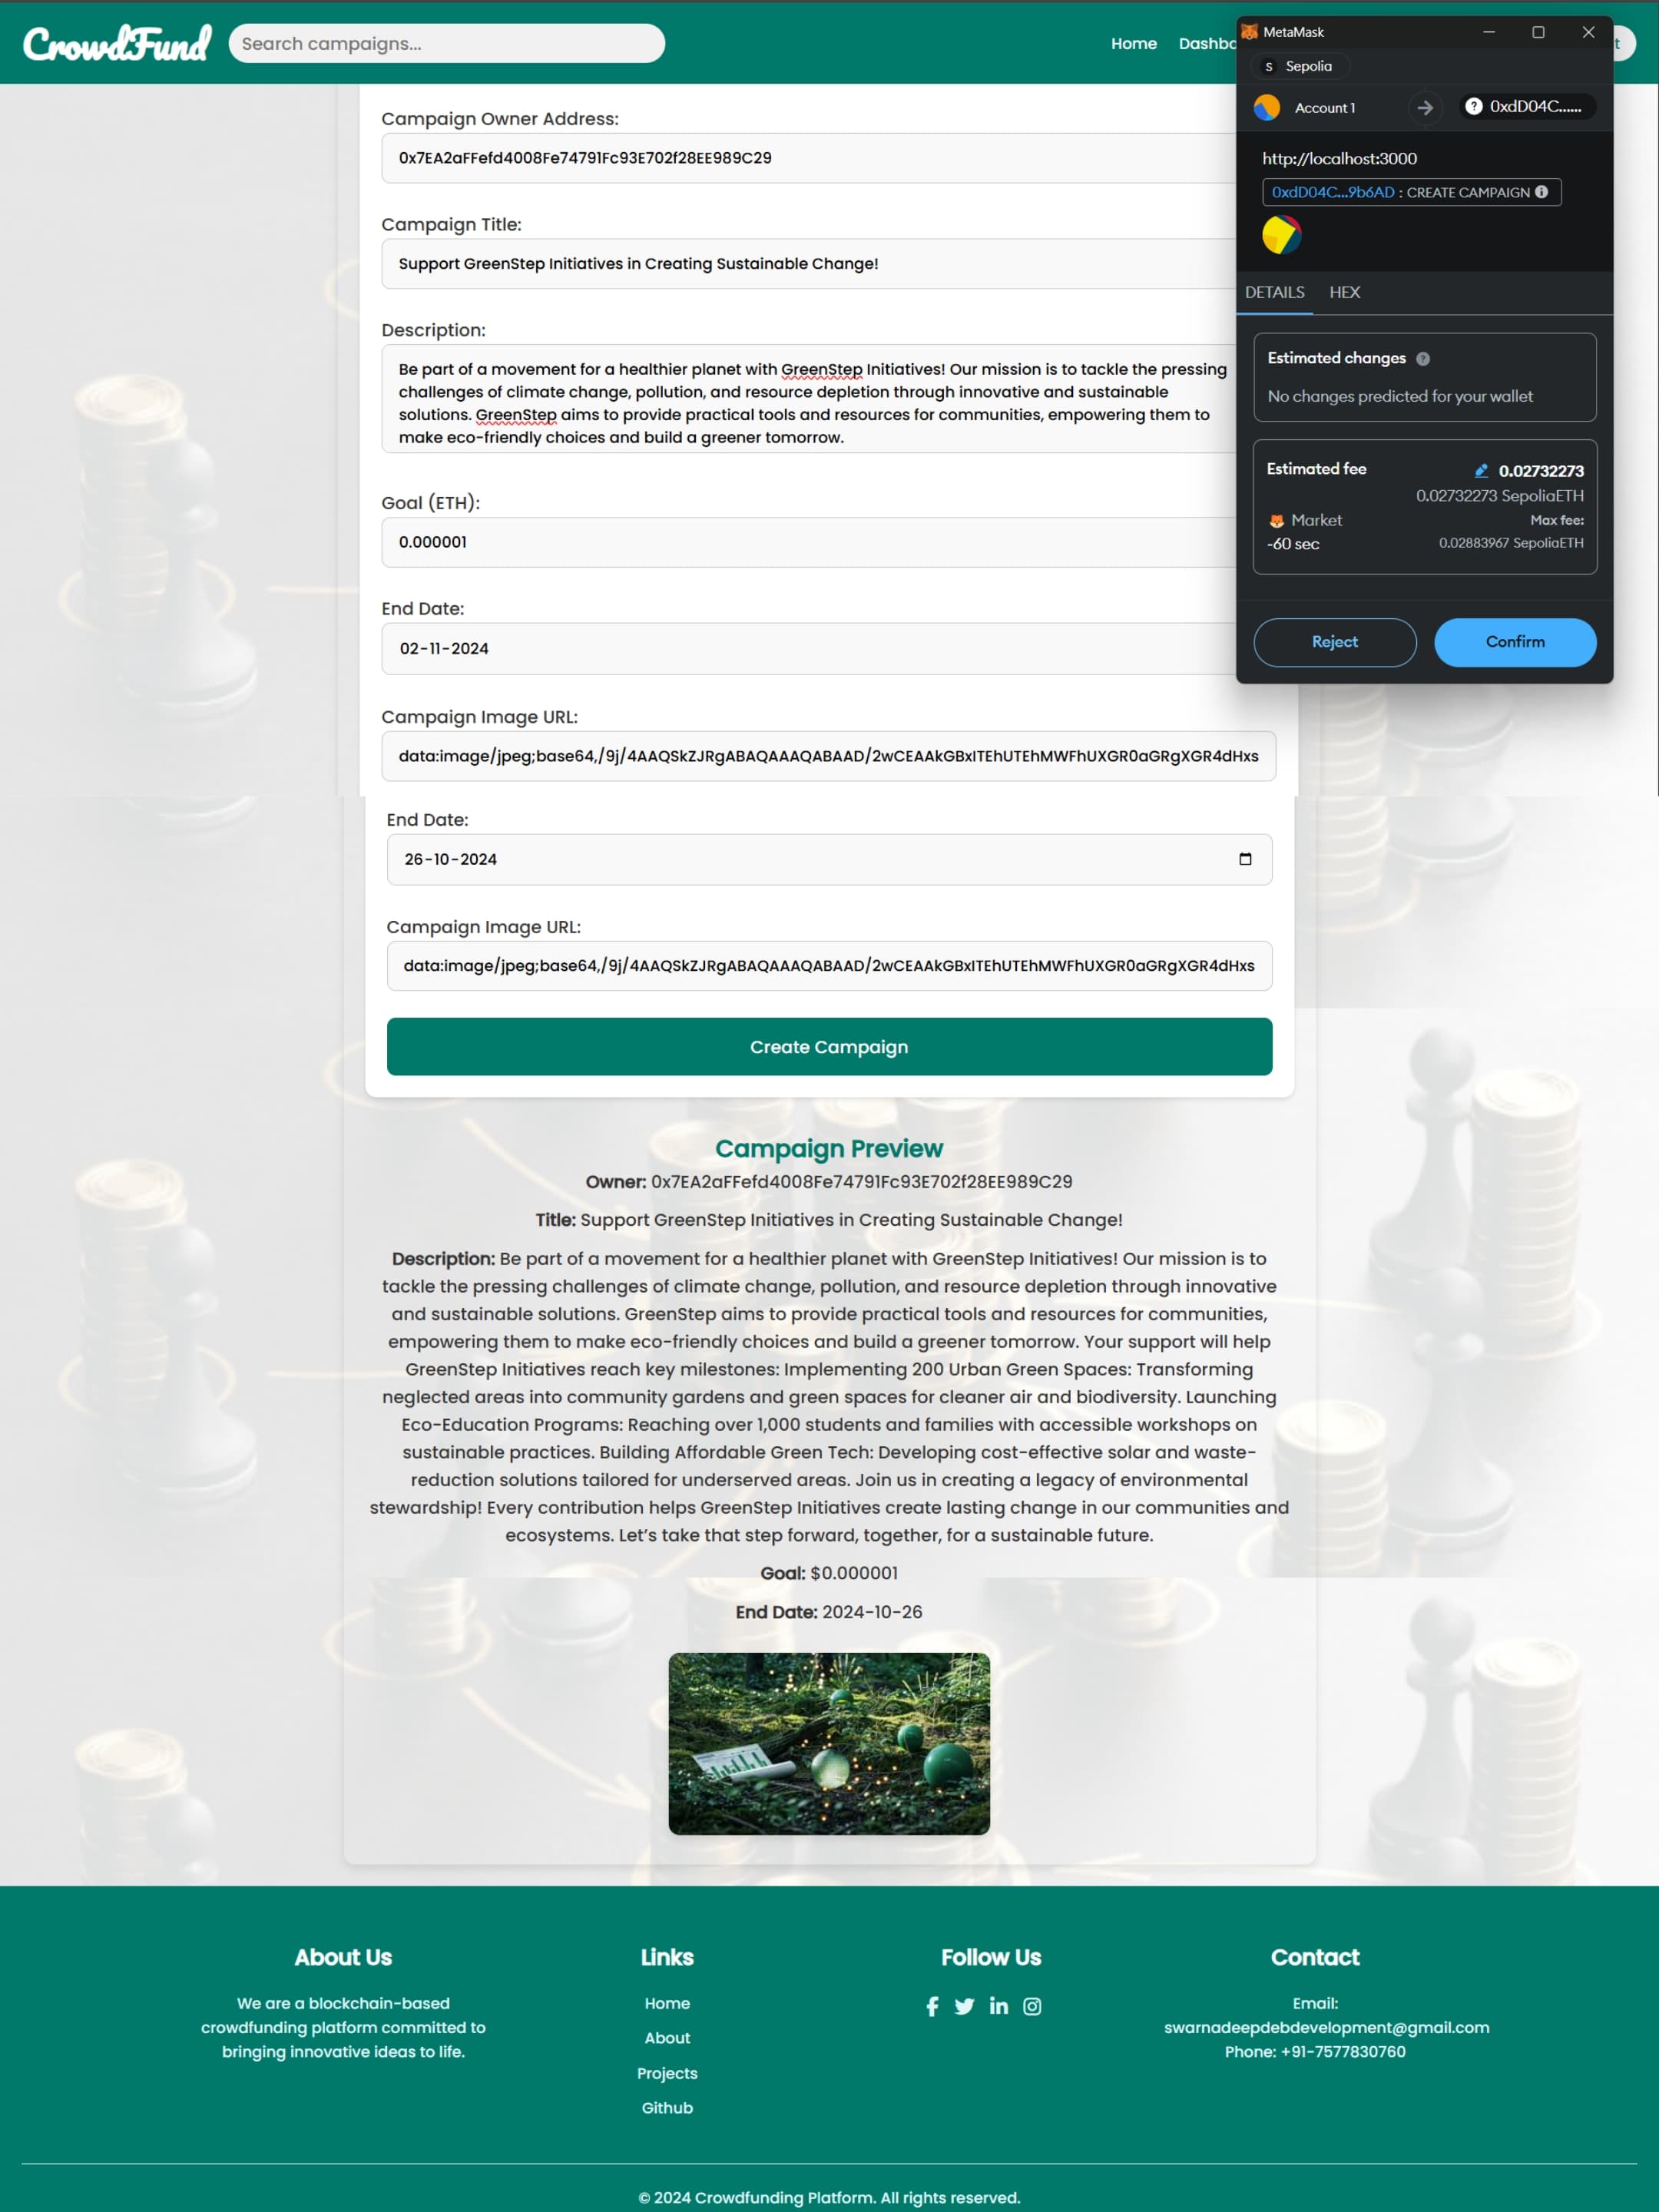 CrowdFund
Search campaigns...
Home
Dashbo
t
MetaMask
S
Sepolia
Account 1
0xdD04C......
http://localhost:3000
0xdD04C...9b6AD : CREATE CAMPAIGN
DETAILS
HEX
Estimated changes
No changes predicted for your wallet
Estimated fee
0.02732273
0.02732273 SepoliaETH
Market
Max fee:
~60 sec
0.02883967 SepoliaETH
Reject
Confirm
Campaign Owner Address:
0x7EA2aFFefd4008Fe74791Fc93E702f28EE989C29
Campaign Title:
Support GreenStep Initiatives in Creating Sustainable Change!
Description:
Be part of a movement for a healthier planet with GreenStep Initiatives! Our mission is to tackle the pressing
challenges of climate change, pollution, and resource depletion through innovative and sustainable
solutions. GreenStep aims to provide practical tools and resources for communities, empowering them to
make eco-friendly choices and build a greener tomorrow.
Goal (ETH):
0.000001
End Date:
02-11-2024
Campaign Image URL:
data:image/jpeg;base64,/9j/4AAQSkZJRgABAQAAAQABAAD/2wCEAAkGBxITEhUTEhMWFhUXGR0aGRgXGR4dHxs
End Date:
26-10-2024
Campaign Image URL:
data:image/jpeg;base64,/9j/4AAQSkZJRgABAQAAAQABAAD/2wCEAAkGBxITEhUTEhMWFhUXGR0aGRgXGR4dHxs
Create Campaign
Campaign Preview
Owner: 0x7EA2aFFefd4008Fe74791Fc93E702f28EE989C29
Title: Support GreenStep Initiatives in Creating Sustainable Change!
Description: Be part of a movement for a healthier planet with GreenStep Initiatives! Our mission is to
tackle the pressing challenges of climate change, pollution, and resource depletion through innovative
and sustainable solutions. GreenStep aims to provide practical tools and resources for communities,
empowering them to make eco-friendly choices and build a greener tomorrow. Your support will help
GreenStep Initiatives reach key milestones: Implementing 200 Urban Green Spaces: Transforming
neglected areas into community gardens and green spaces for cleaner air and biodiversity. Launching
Eco-Education Programs: Reaching over 1,000 students and families with accessible workshops on
sustainable practices. Building Affordable Green Tech: Developing cost-effective solar and waste-
reduction solutions tailored for underserved areas. Join us in creating a legacy of environmental
stewardship! Every contribution helps GreenStep Initiatives create lasting change in our communities and
ecosystems. Let's take that step forward, together, for a sustainable future.
Goal: $0.000001
End Date: 2024-10-26
About Us
We are a blockchain-based
crowdfunding platform committed to
bringing innovative ideas to life.
Links
Home
About
Projects
Github
Follow Us
Contact
Email:
swarnadeepdebdevelopment@gmail.com
Phone: +91-7577830760
© 2024 Crowdfunding Platform. All rights reserved.